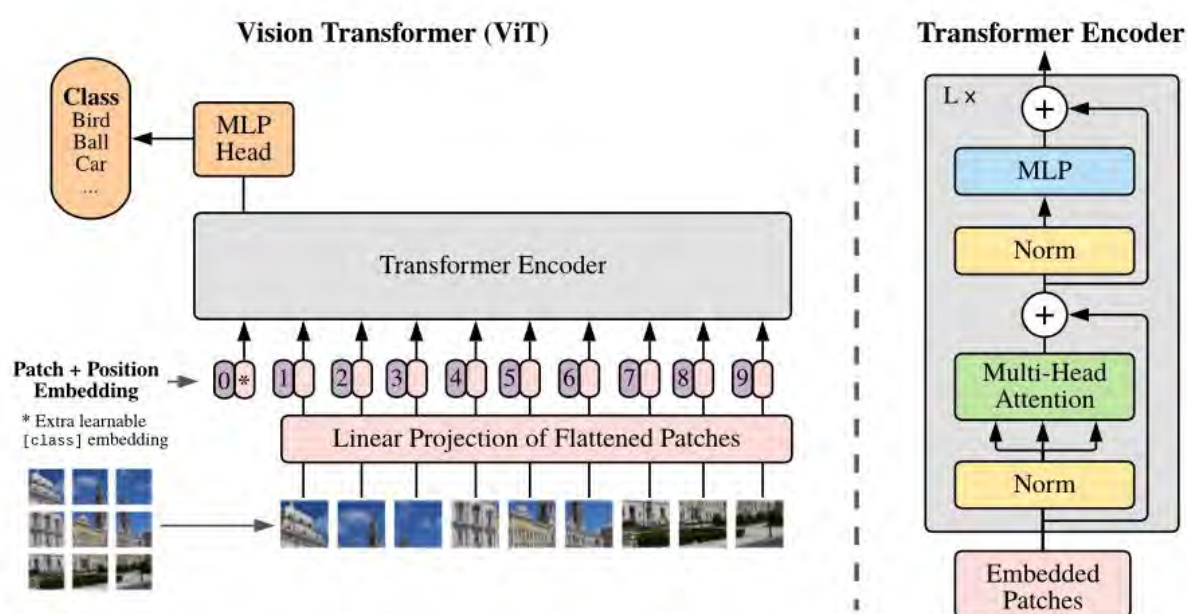 Vision Transformer (ViT)
Class
Bird
Ball
Car
...
MLP
Head
Transformer Encoder
Patch + Position
Embedding
0 * 1 2 3 4 5 6 7 8 9
* Extra learnable
[class] embedding
Linear Projection of Flattened Patches
Transformer Encoder
L ×
+
MLP
Norm
+
Multi-Head
Attention
Norm
Embedded
Patches